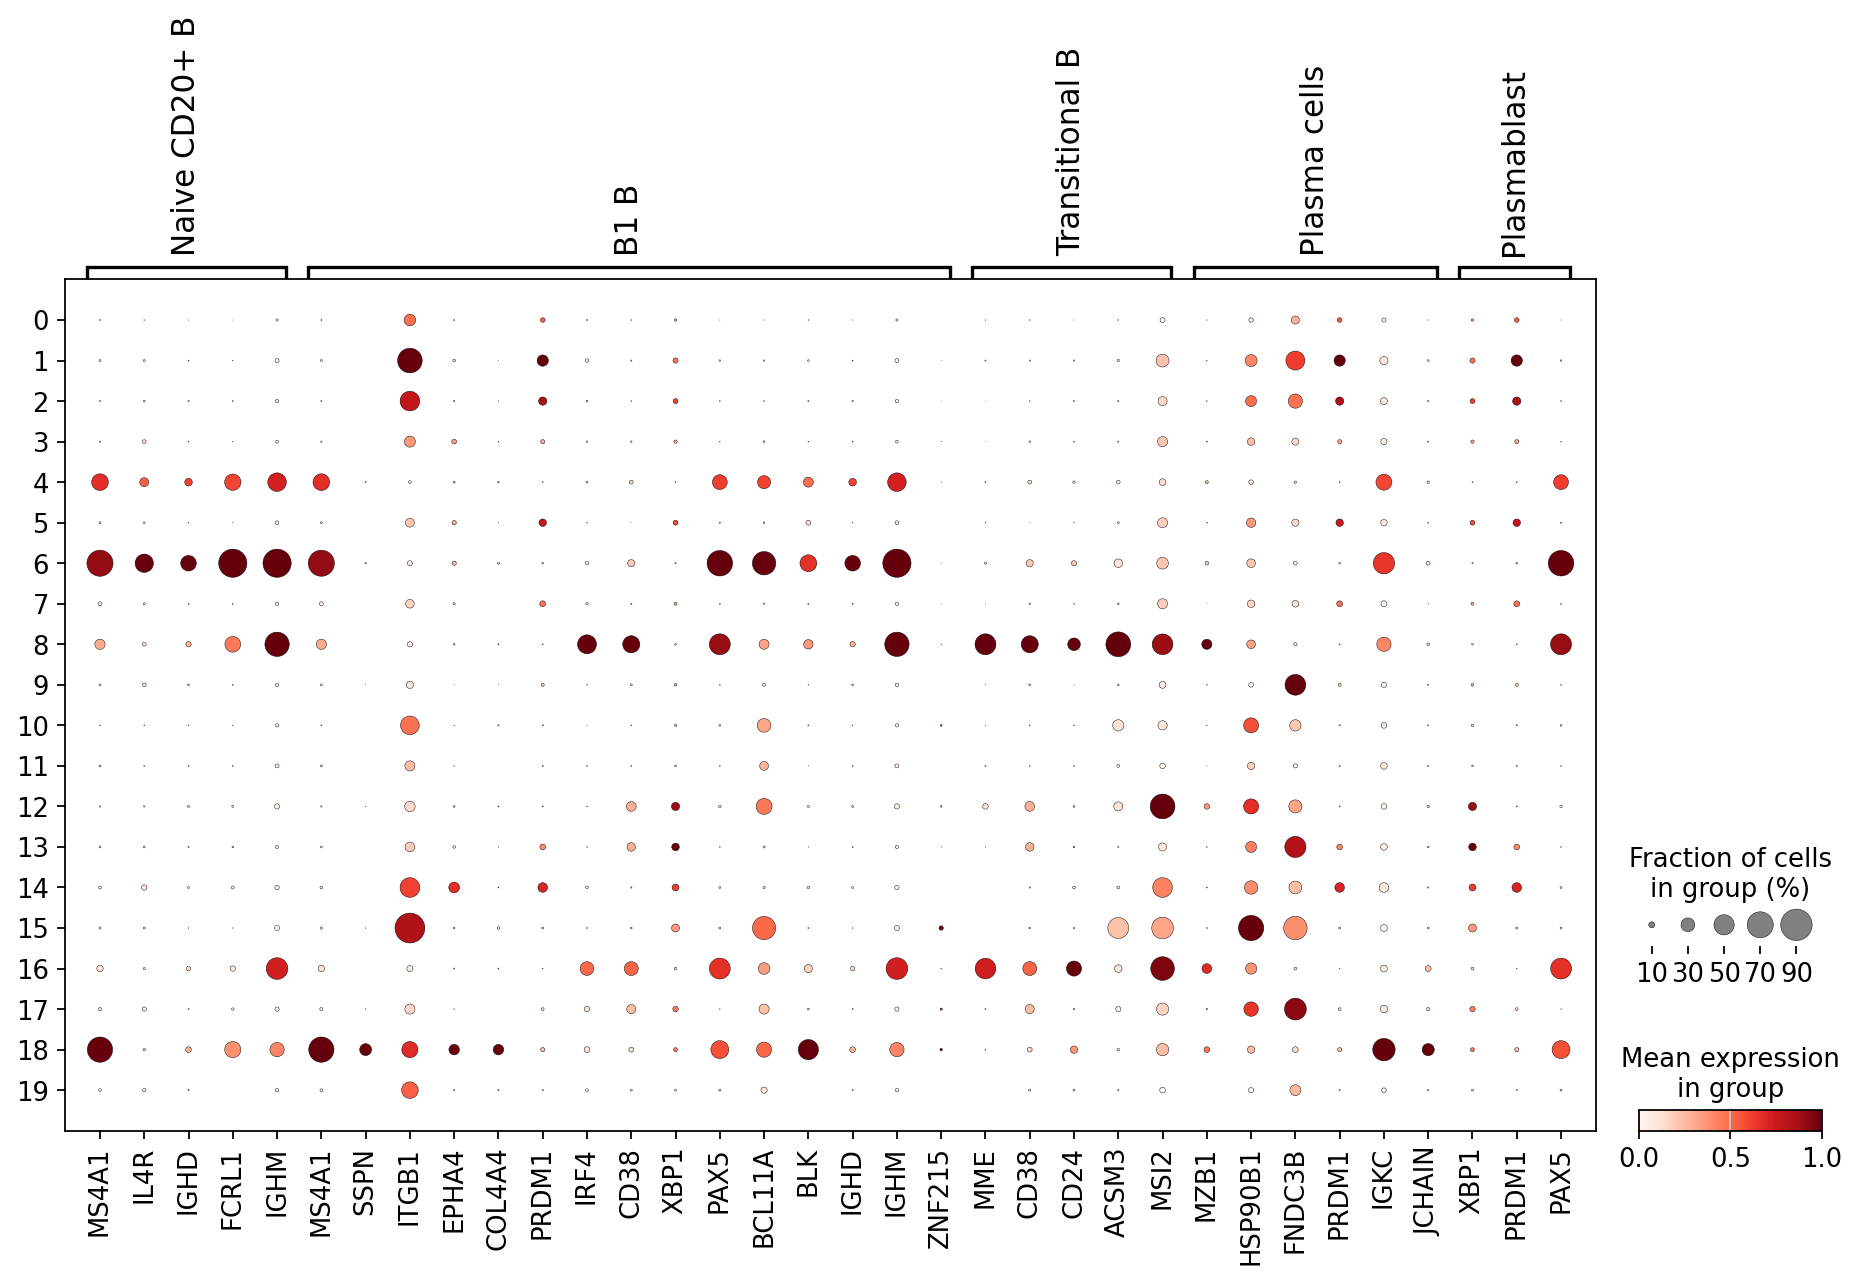 Naive CD20+ B
B1 B
Transitional B
Plasma cells
Plasmablast
0
1
2
3
4
5
6
7
8
9
10
11
12
13
14
15
16
17
18
19
MS4A1
IL4R
IGHD
FCRL1
IGHM
MS4A1
SSPN
ITGB1
EPHA4
COL4A4
PRDM1
IRF4
CD38
XBP1
PAX5
BCL11A
BLK
IGHD
IGHM
ZNF215
MME
CD38
CD24
ACSM3
MSI2
MZB1
HSP90B1
FNDC3B
PRDM1
IGKC
JCHAIN
XBP1
PRDM1
PAX5
Fraction of cells
in group (%)
10 30 50 70 90
Mean expression
in group
0.0 0.5 1.0